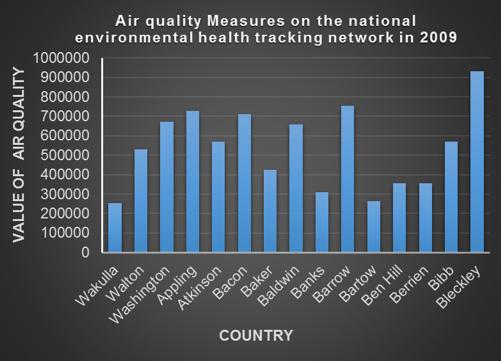 Air quality Measures on the national
environmental health tracking network in 2009
VALUE OF AIR QUALITY
1000000
900000
800000
700000
600000
500000
400000
300000
200000
100000
0
Wakulla
Walton
Washington
Appling
Atkinson
Bacon
Baker
Baldwin
Banks
Barrow
Bartow
Ben Hill
Berrien
Bibb
Bleckley
COUNTRY